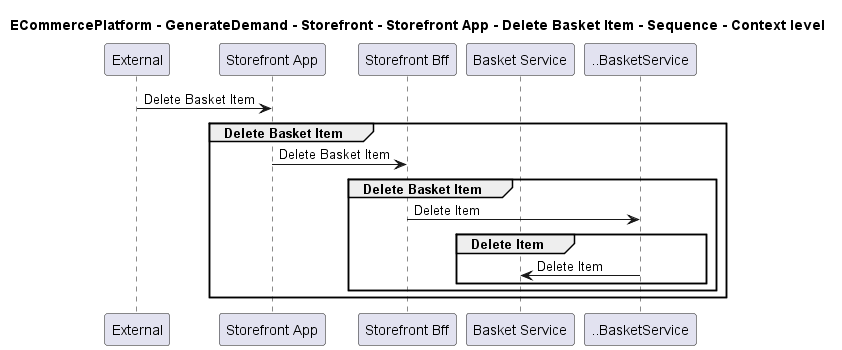 ECommercePlatform - GenerateDemand - Storefront - Storefront App - Delete Basket Item - Sequence - Context level
External
Storefront App
Storefront Bff
Basket Service
..BasketService
Delete Basket Item
Delete Basket Item
Delete Basket Item
Delete Basket Item
Delete Item
Delete Item
Delete Item
External
Storefront App
Storefront Bff
Basket Service
..BasketService